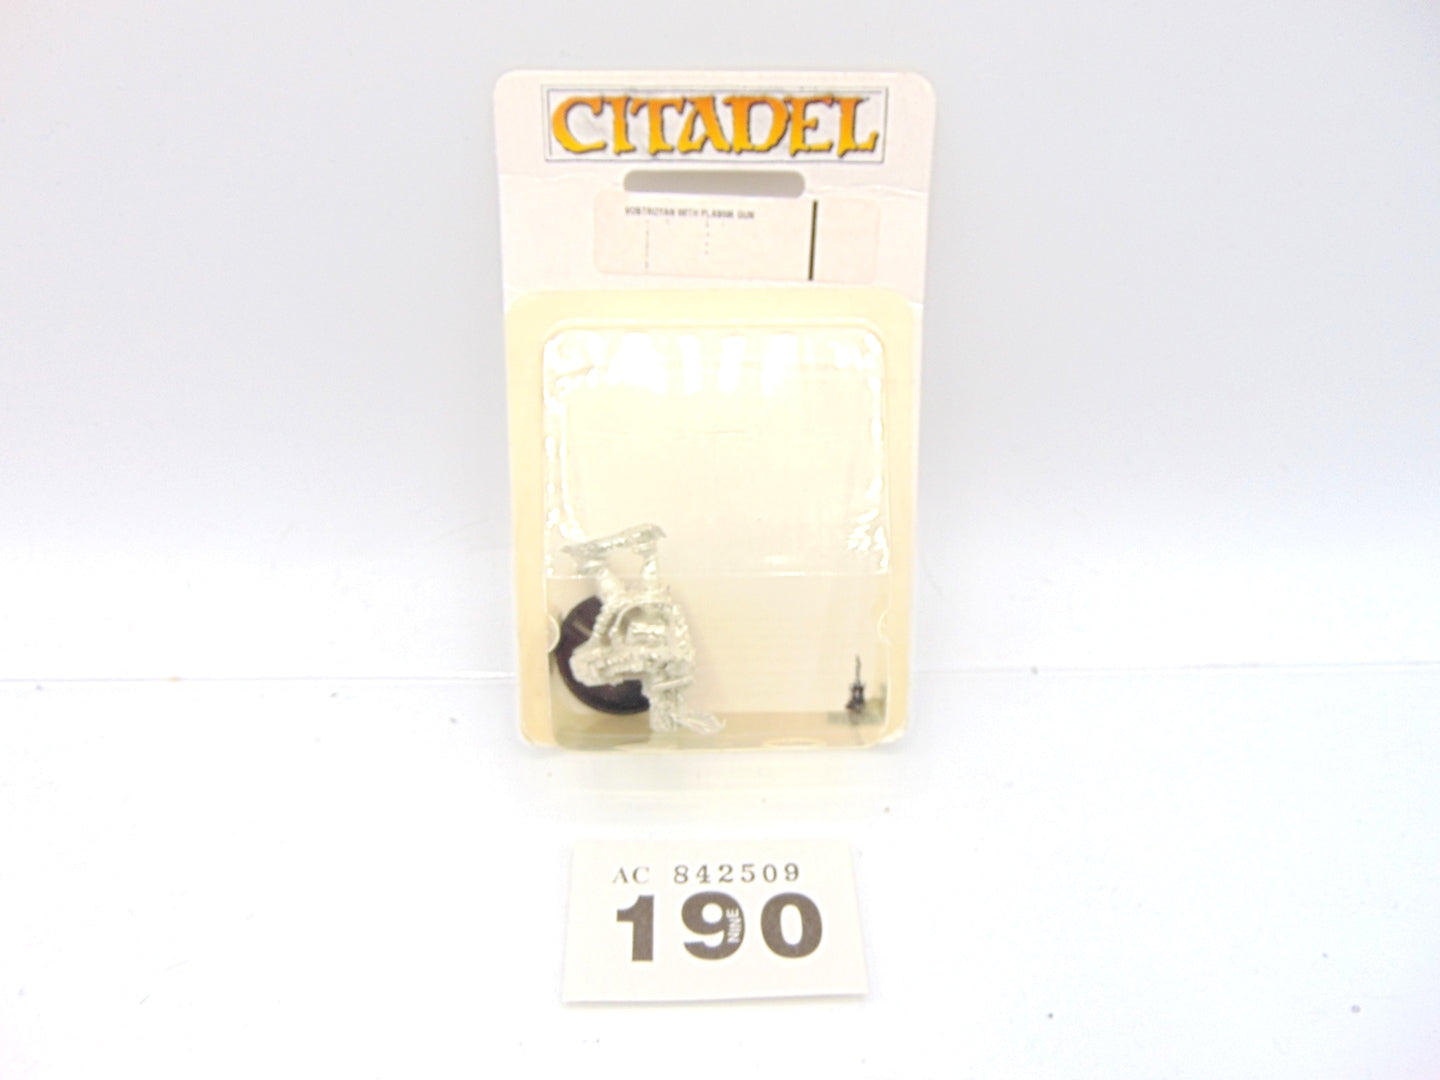 CITADEL
VOSTROYAN WITH PLASMA GUN
AC 842509
190
NINE